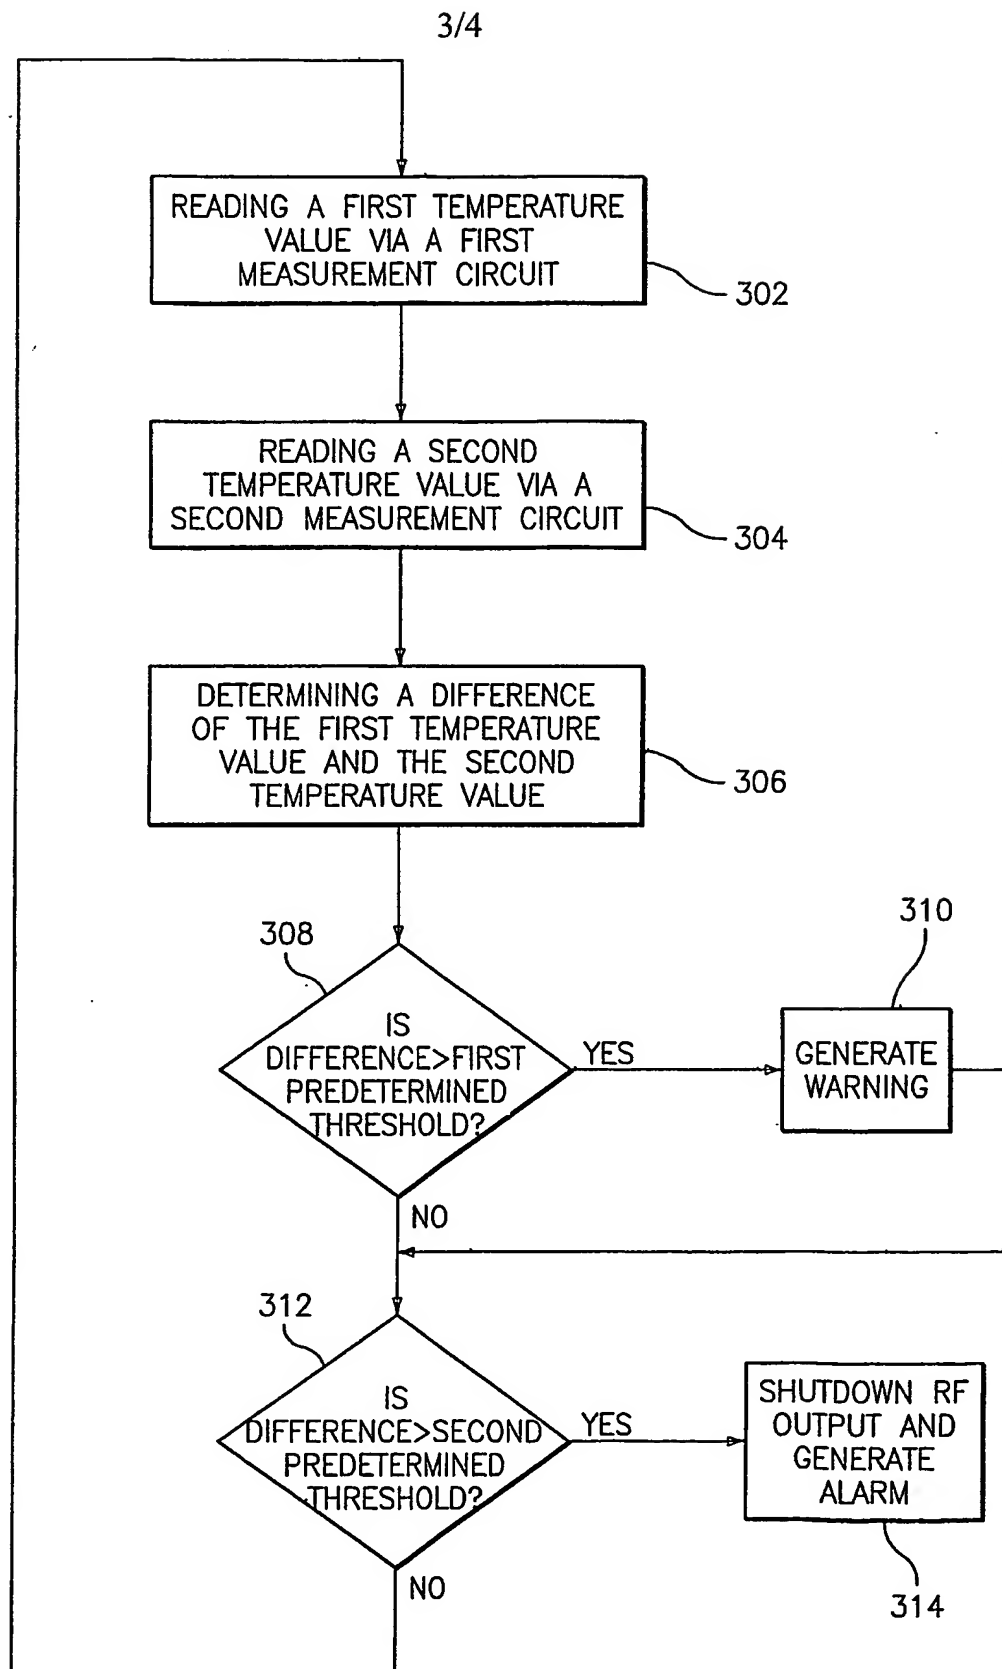 3/4
READING A FIRST TEMPERATURE
VALUE VIA A FIRST
MEASUREMENT CIRCUIT
302
READING A SECOND
TEMPERATURE VALUE VIA A
SECOND MEASUREMENT CIRCUIT
304
DETERMINING A DIFFERENCE
OF THE FIRST TEMPERATURE
VALUE AND THE SECOND
TEMPERATURE VALUE
306
308
IS
DIFFERENCE>FIRST
PREDETERMINED
THRESHOLD?
YES
310
GENERATE
WARNING
NO
312
IS
DIFFERENCE>SECOND
PREDETERMINED
THRESHOLD?
YES
SHUTDOWN RF
OUTPUT AND
GENERATE
ALARM
314
NO